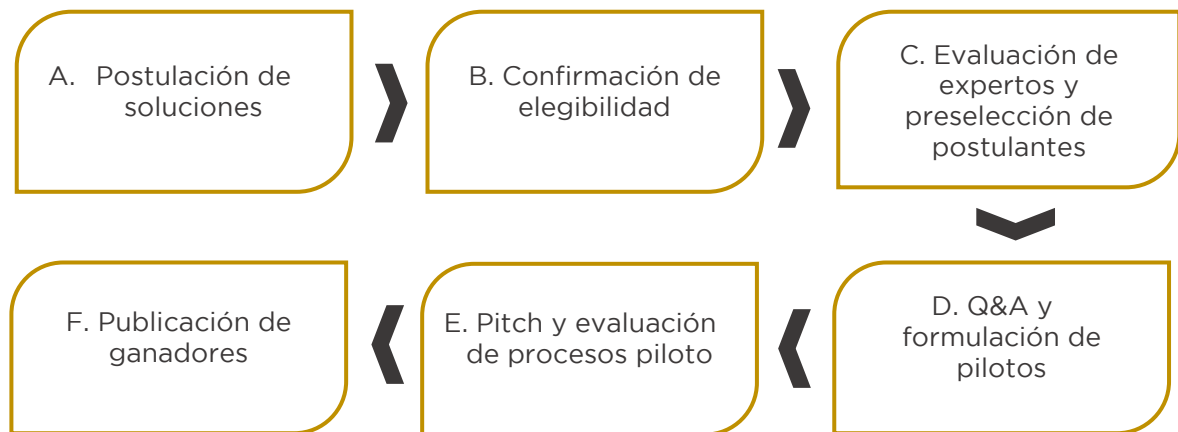 A. Postulación de
soluciones
B. Confirmación de
elegibilidad
C. Evaluación de
expertos y
preselección de
postulantes
D. Q&A y
formulación de
pilotos
E. Pitch y evaluación
de procesos piloto
F. Publicación de
ganadores